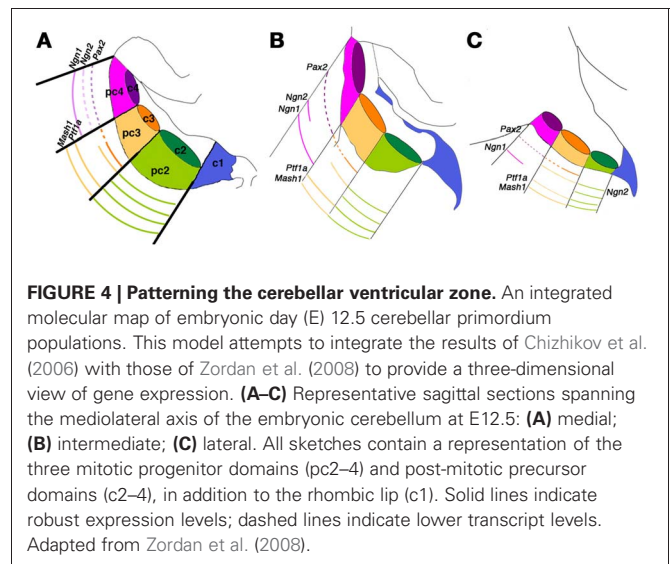 A
B
C
Ngn1
Ngn2
Pax2
Mash1
Ptf1a
pc4
c4
pc3
c3
pc2
c2
c1
Pax2
Ngn2
Ngn1
Ptf1a
Mash1
Pax2
Ngn1
Ptf1a
Mash1
Ngn2
FIGURE 4 | Patterning the cerebellar ventricular zone. An integrated
molecular map of embryonic day (E) 12.5 cerebellar primordium
populations. This model attempts to integrate the results of Chizhikov et al.
(2006) with those of Zordan et al. (2008) to provide a three-dimensional
view of gene expression. (A–C) Representative sagittal sections spanning
the mediolateral axis of the embryonic cerebellum at E12.5: (A) medial;
(B) intermediate; (C) lateral. All sketches contain a representation of the
three mitotic progenitor domains (pc2–4) and post-mitotic precursor
domains (c2–4), in addition to the rhombic lip (c1). Solid lines indicate
robust expression levels; dashed lines indicate lower transcript levels.
Adapted from Zordan et al. (2008).